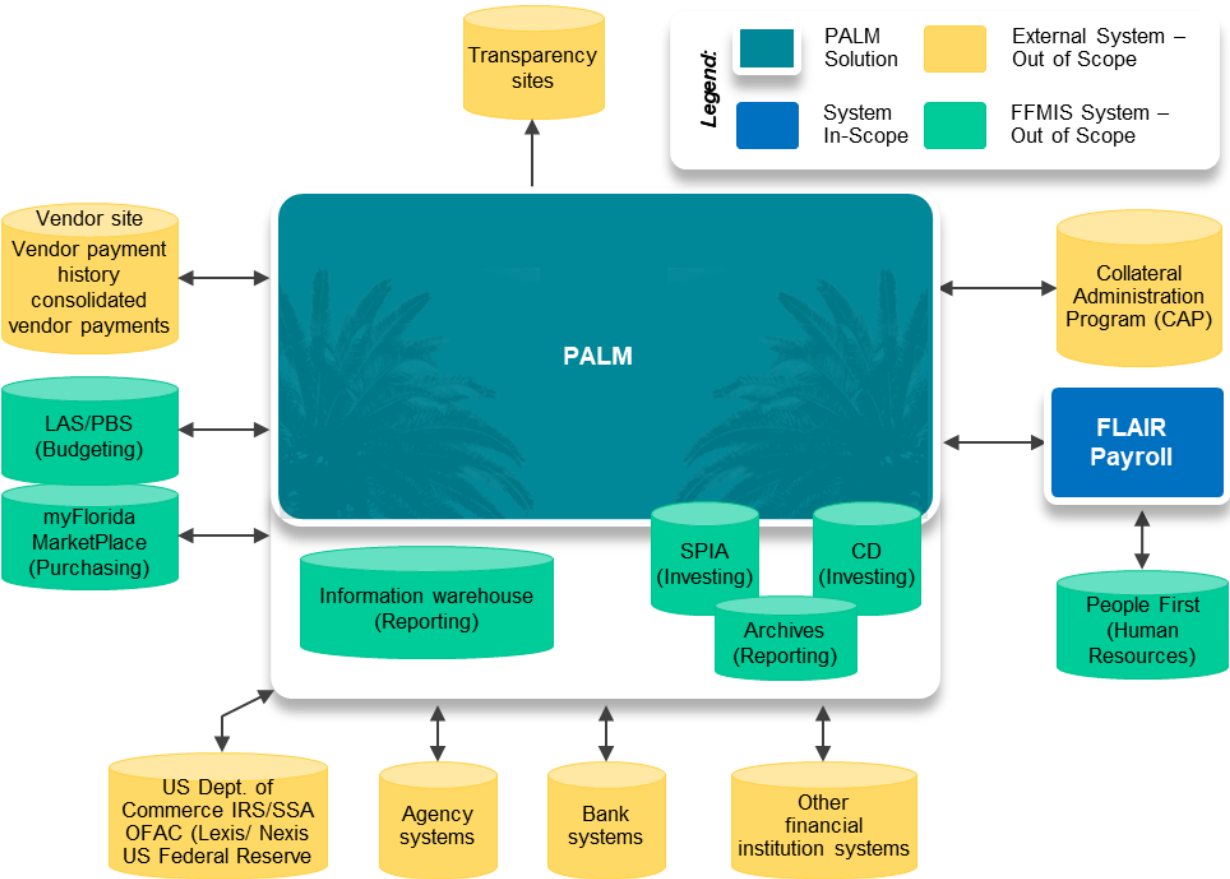 Transparency
sites
Legend:
PALM
Solution
External System –
Out of Scope
System
In-Scope
FFMIS System –
Out of Scope
Vendor site
Vendor payment
history
consolidated
vendor payments
PALM
Collateral
Administration
Program (CAP)
LAS/PBS
(Budgeting)
FLAIR
Payroll
myFlorida
MarketPlace
(Purchasing)
Information warehouse
(Reporting)
SPIA
(Investing)
CD
(Investing)
Archives
(Reporting)
People First
(Human
Resources)
US Dept. of
Commerce IRS/SSA
OFAC (Lexis/ Nexis
US Federal Reserve
Agency
systems
Bank
systems
Other
financial
institution systems